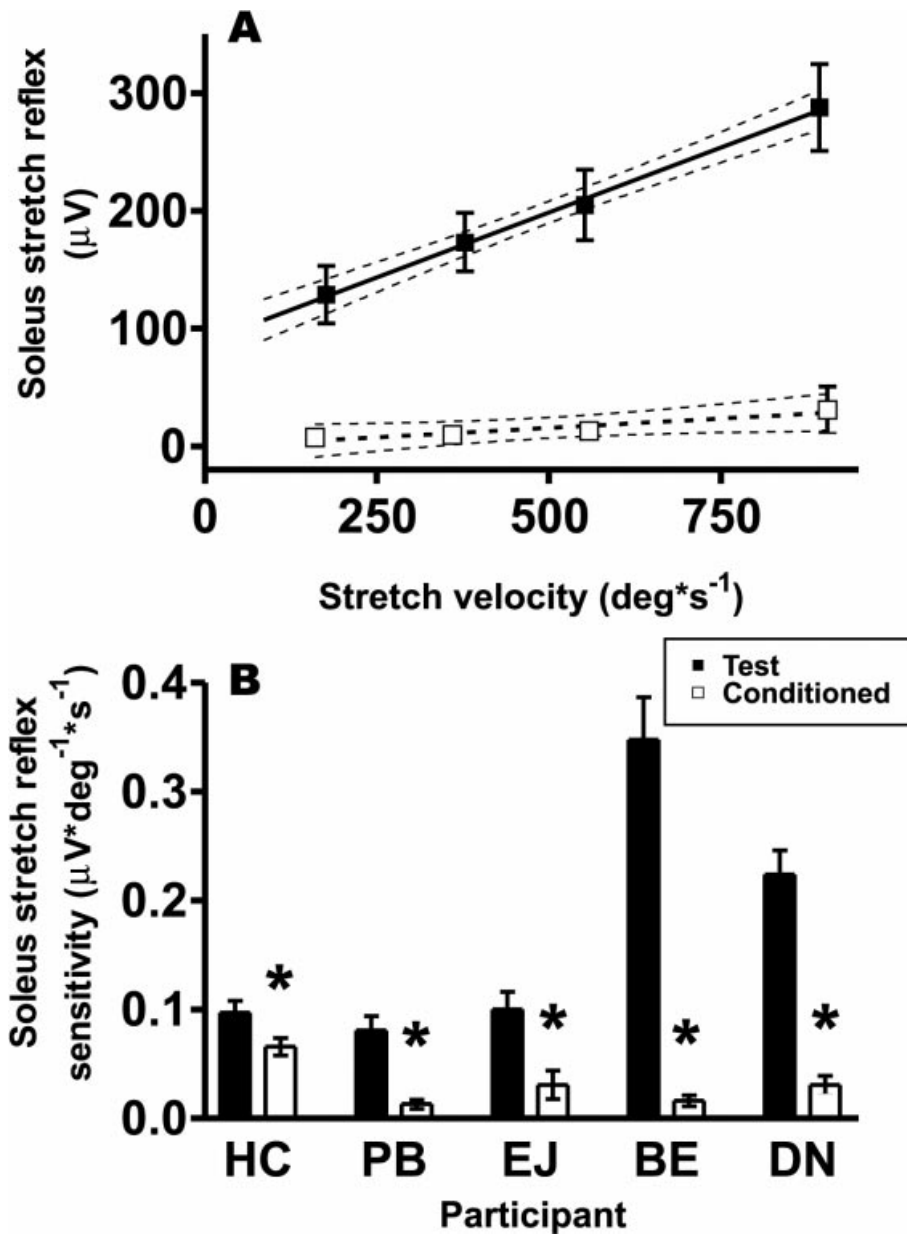 A
Soleus stretch reflex
(μV)
300
200
100
0
0 250 500 750
Stretch velocity (deg*s⁻¹)
B
Test
Conditioned
Soleus stretch reflex
sensitivity (μV*deg⁻¹*s⁻¹)
0.4
0.3
0.2
0.1
0.0
* * * * *
HC PB EJ BE DN
Participant